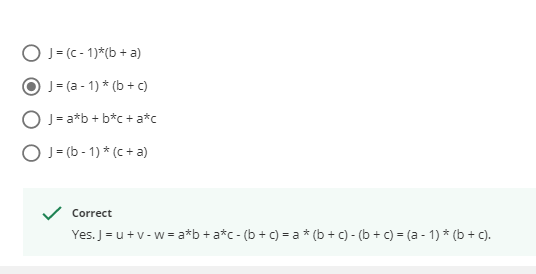 J = (c - 1)*(b + a)
J = (a - 1) * (b + c)
J = a*b + b*c + a*c
J = (b - 1) * (c + a)
Correct
Yes. J = u + v - w = a*b + a*c - (b + c) = a * (b + c) - (b + c) = (a - 1) * (b + c).